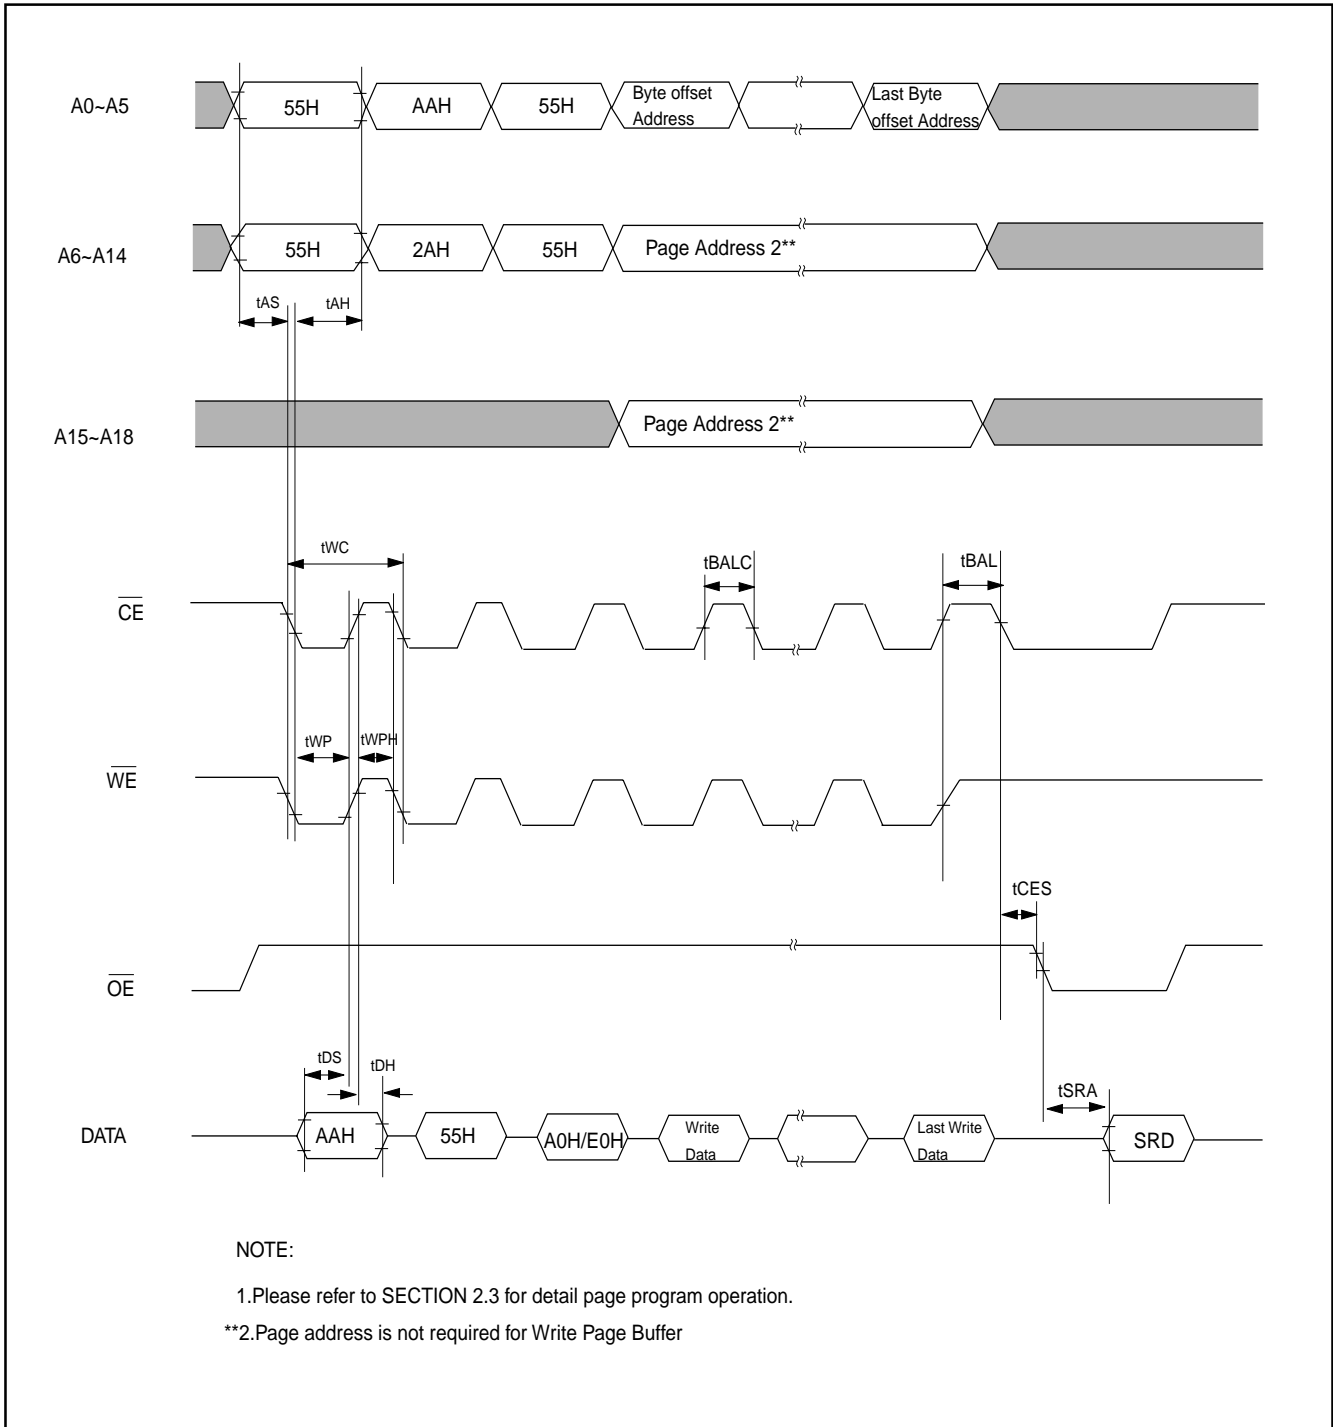 A0~A5
55H
AAH
55H
Byte offset
Address
Last Byte
offset Address
A6~A14
55H
2AH
55H
Page Address 2**
tAS
tAH
A15~A18
Page Address 2**
tWC
tBALC
tBAL
CE
tWP
tWPH
WE
tCES
OE
tDS
tDH
tSRA
DATA
AAH
55H
A0H/E0H
Write
Data
Last Write
Data
SRD
NOTE:
1.Please refer to SECTION 2.3 for detail page program operation.
**2.Page address is not required for Write Page Buffer